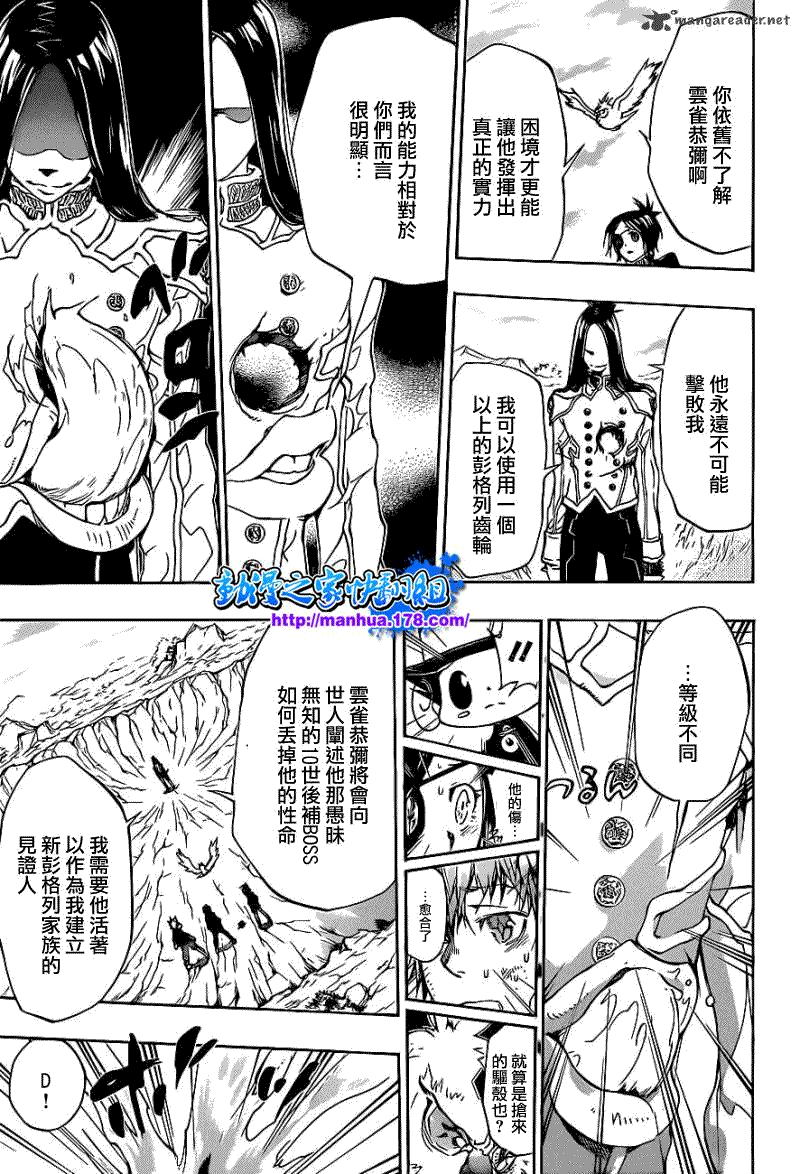 mangareader.net
你依舊不了解
雲雀恭彌啊
困境才更能
讓他發揮出
真正的實力
我的能力相對於
你們而言
很明顯…
他永遠不可能
擊敗我
我可以使用一個
以上的彭格列齒輪
動漫之家快翻組
http://manhua.178.com/
…等級不同
他的傷…
…愈合了
就算是搶來
的驅殼也?
雲雀恭彌將會向
世人闡述他那愚昧
無知的10世後補BOSS
如何丟掉他的性命
我需要他活著
以作為我建立
新彭格列家族的
見證人
D!